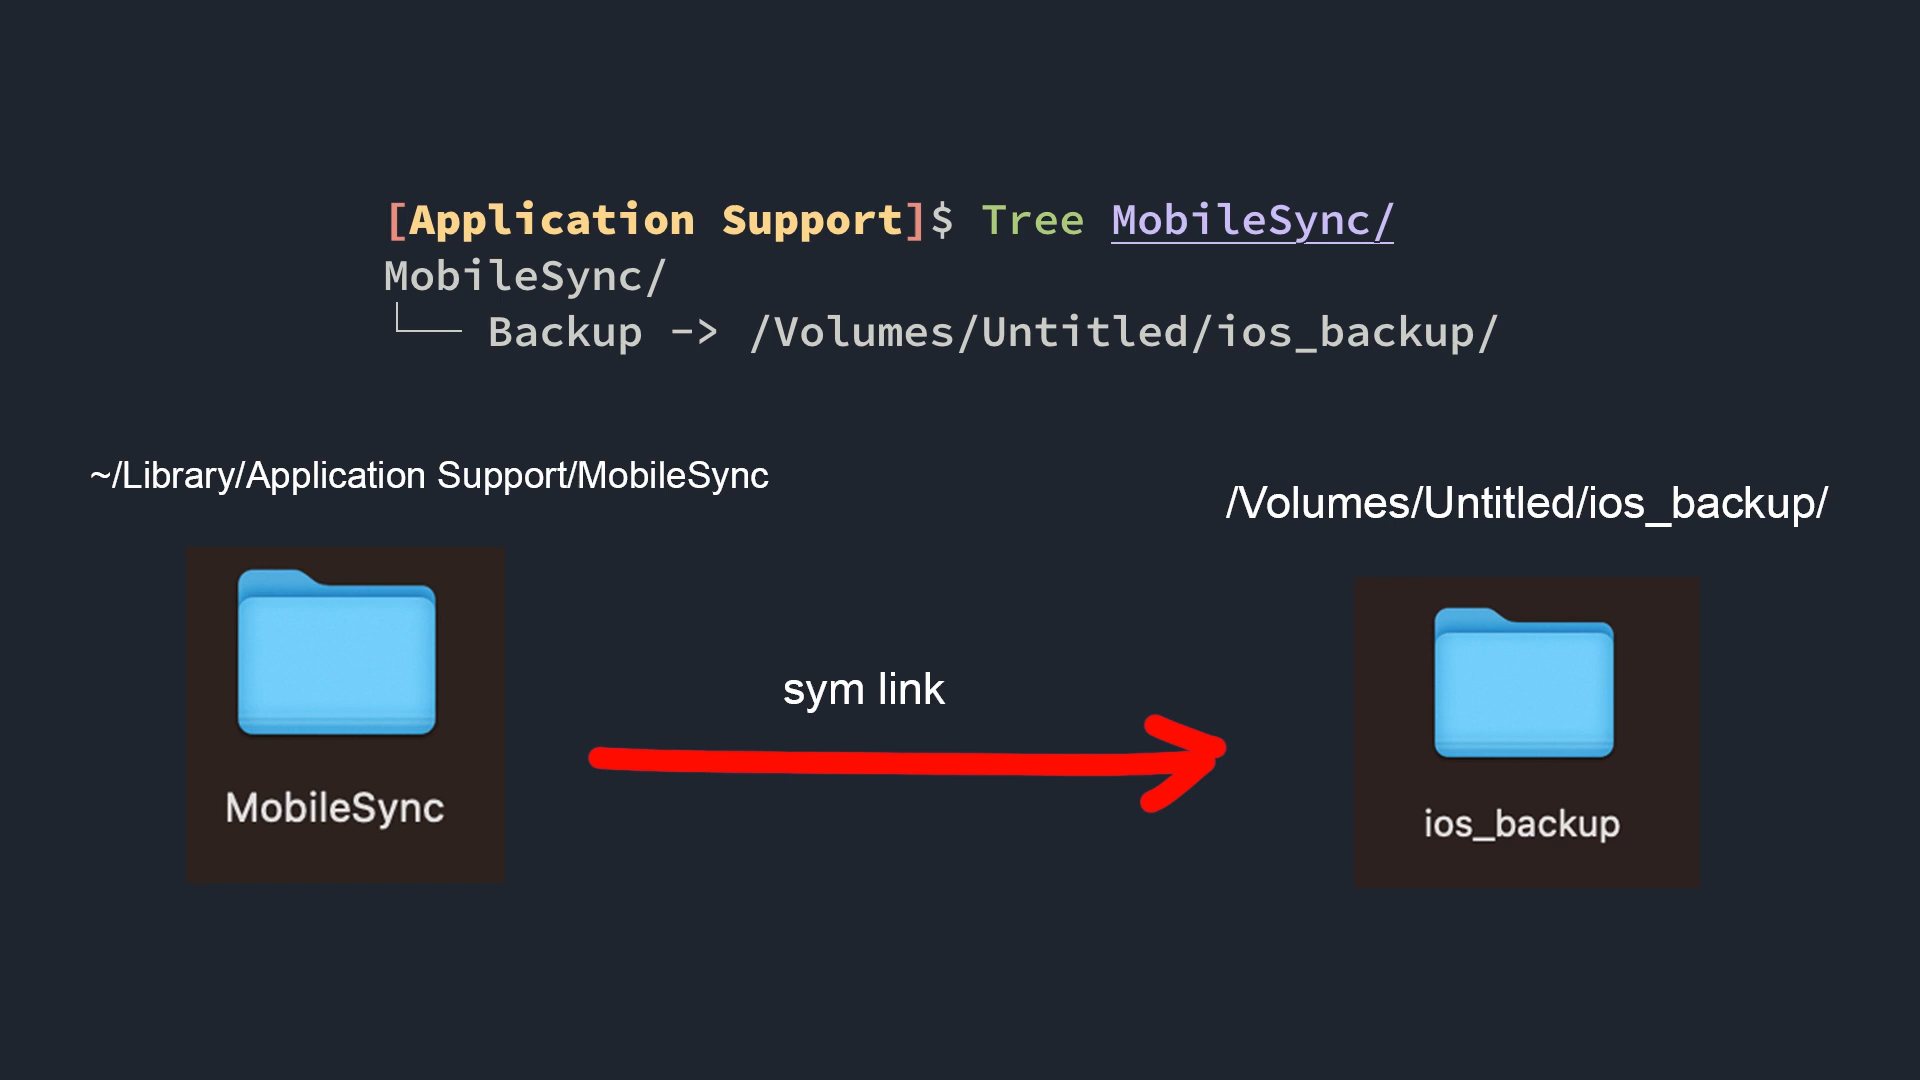 [Application Support]$ Tree MobileSync/
MobileSync/
└── Backup -> /Volumes/Untitled/ios_backup/
~/Library/Application Support/MobileSync
/Volumes/Untitled/ios_backup/
sym link
MobileSync
ios_backup